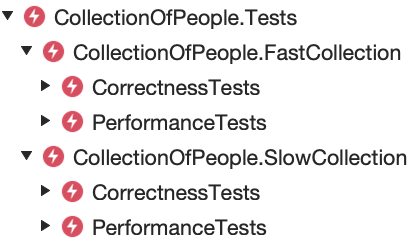 CollectionOfPeople.Tests
CollectionOfPeople.FastCollection
CorrectnessTests
PerformanceTests
CollectionOfPeople.SlowCollection
CorrectnessTests
PerformanceTests